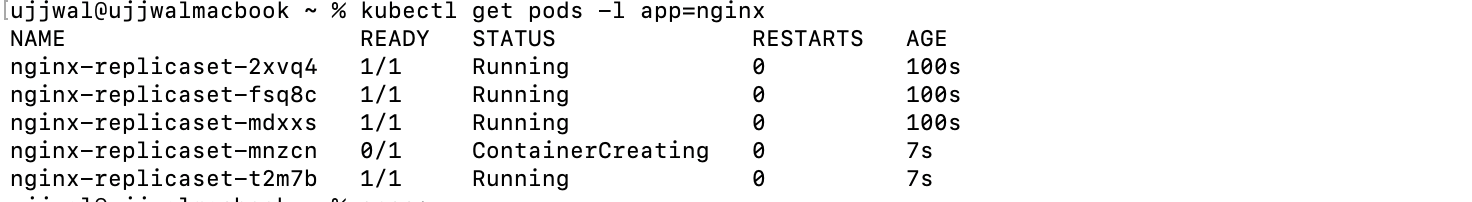 [ujjwal@ujjwalmacbook ~ % kubectl get pods -l app=nginx
NAME                     READY   STATUS              RESTARTS   AGE
nginx-replicaset-2xvq4   1/1     Running             0          100s
nginx-replicaset-fsq8c   1/1     Running             0          100s
nginx-replicaset-mdxxs   1/1     Running             0          100s
nginx-replicaset-mnzcn   0/1     ContainerCreating   0          7s
nginx-replicaset-t2m7b   1/1     Running             0          7s